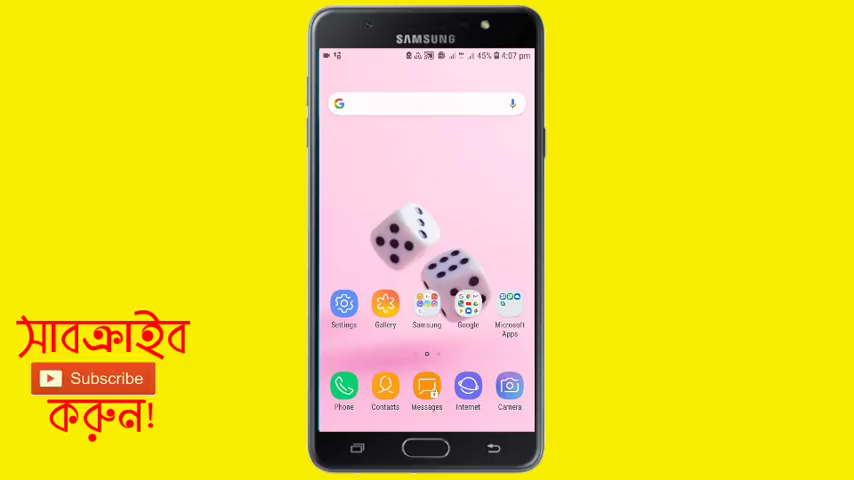 SAMSUNG
45% 4:07 pm
Settings
Gallery
Samsung
Google
Microsoft Apps
Phone
Contacts
Messages
Internet
Camera
সাবক্রাইব
Subscribe
করুন!